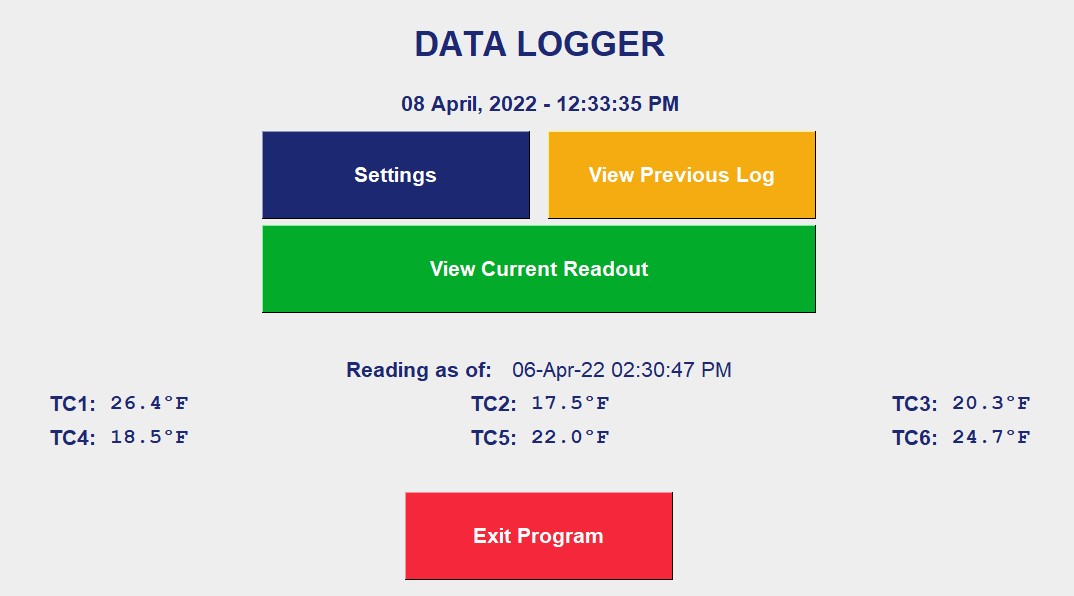 DATA LOGGER
08 April, 2022 - 12:33:35 PM
Settings
View Previous Log
View Current Readout
Reading as of: 06-Apr-22 02:30:47 PM
TC1: 26.4°F TC2: 17.5°F TC3: 20.3°F
TC4: 18.5°F TC5: 22.0°F TC6: 24.7°F
Exit Program